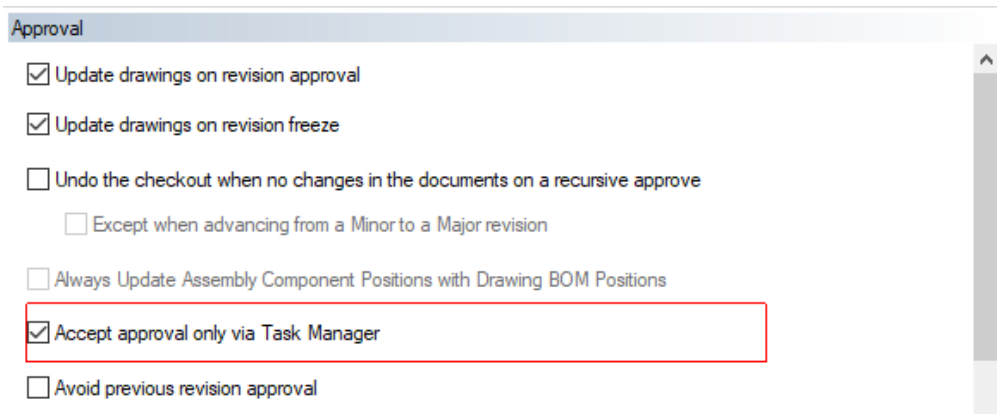 Approval
Update drawings on revision approval
Update drawings on revision freeze
Undo the checkout when no changes in the documents on a recursive approve
Except when advancing from a Minor to a Major revision
Always Update Assembly Component Positions with Drawing BOM Positions
Accept approval only via Task Manager
Avoid previous revision approval